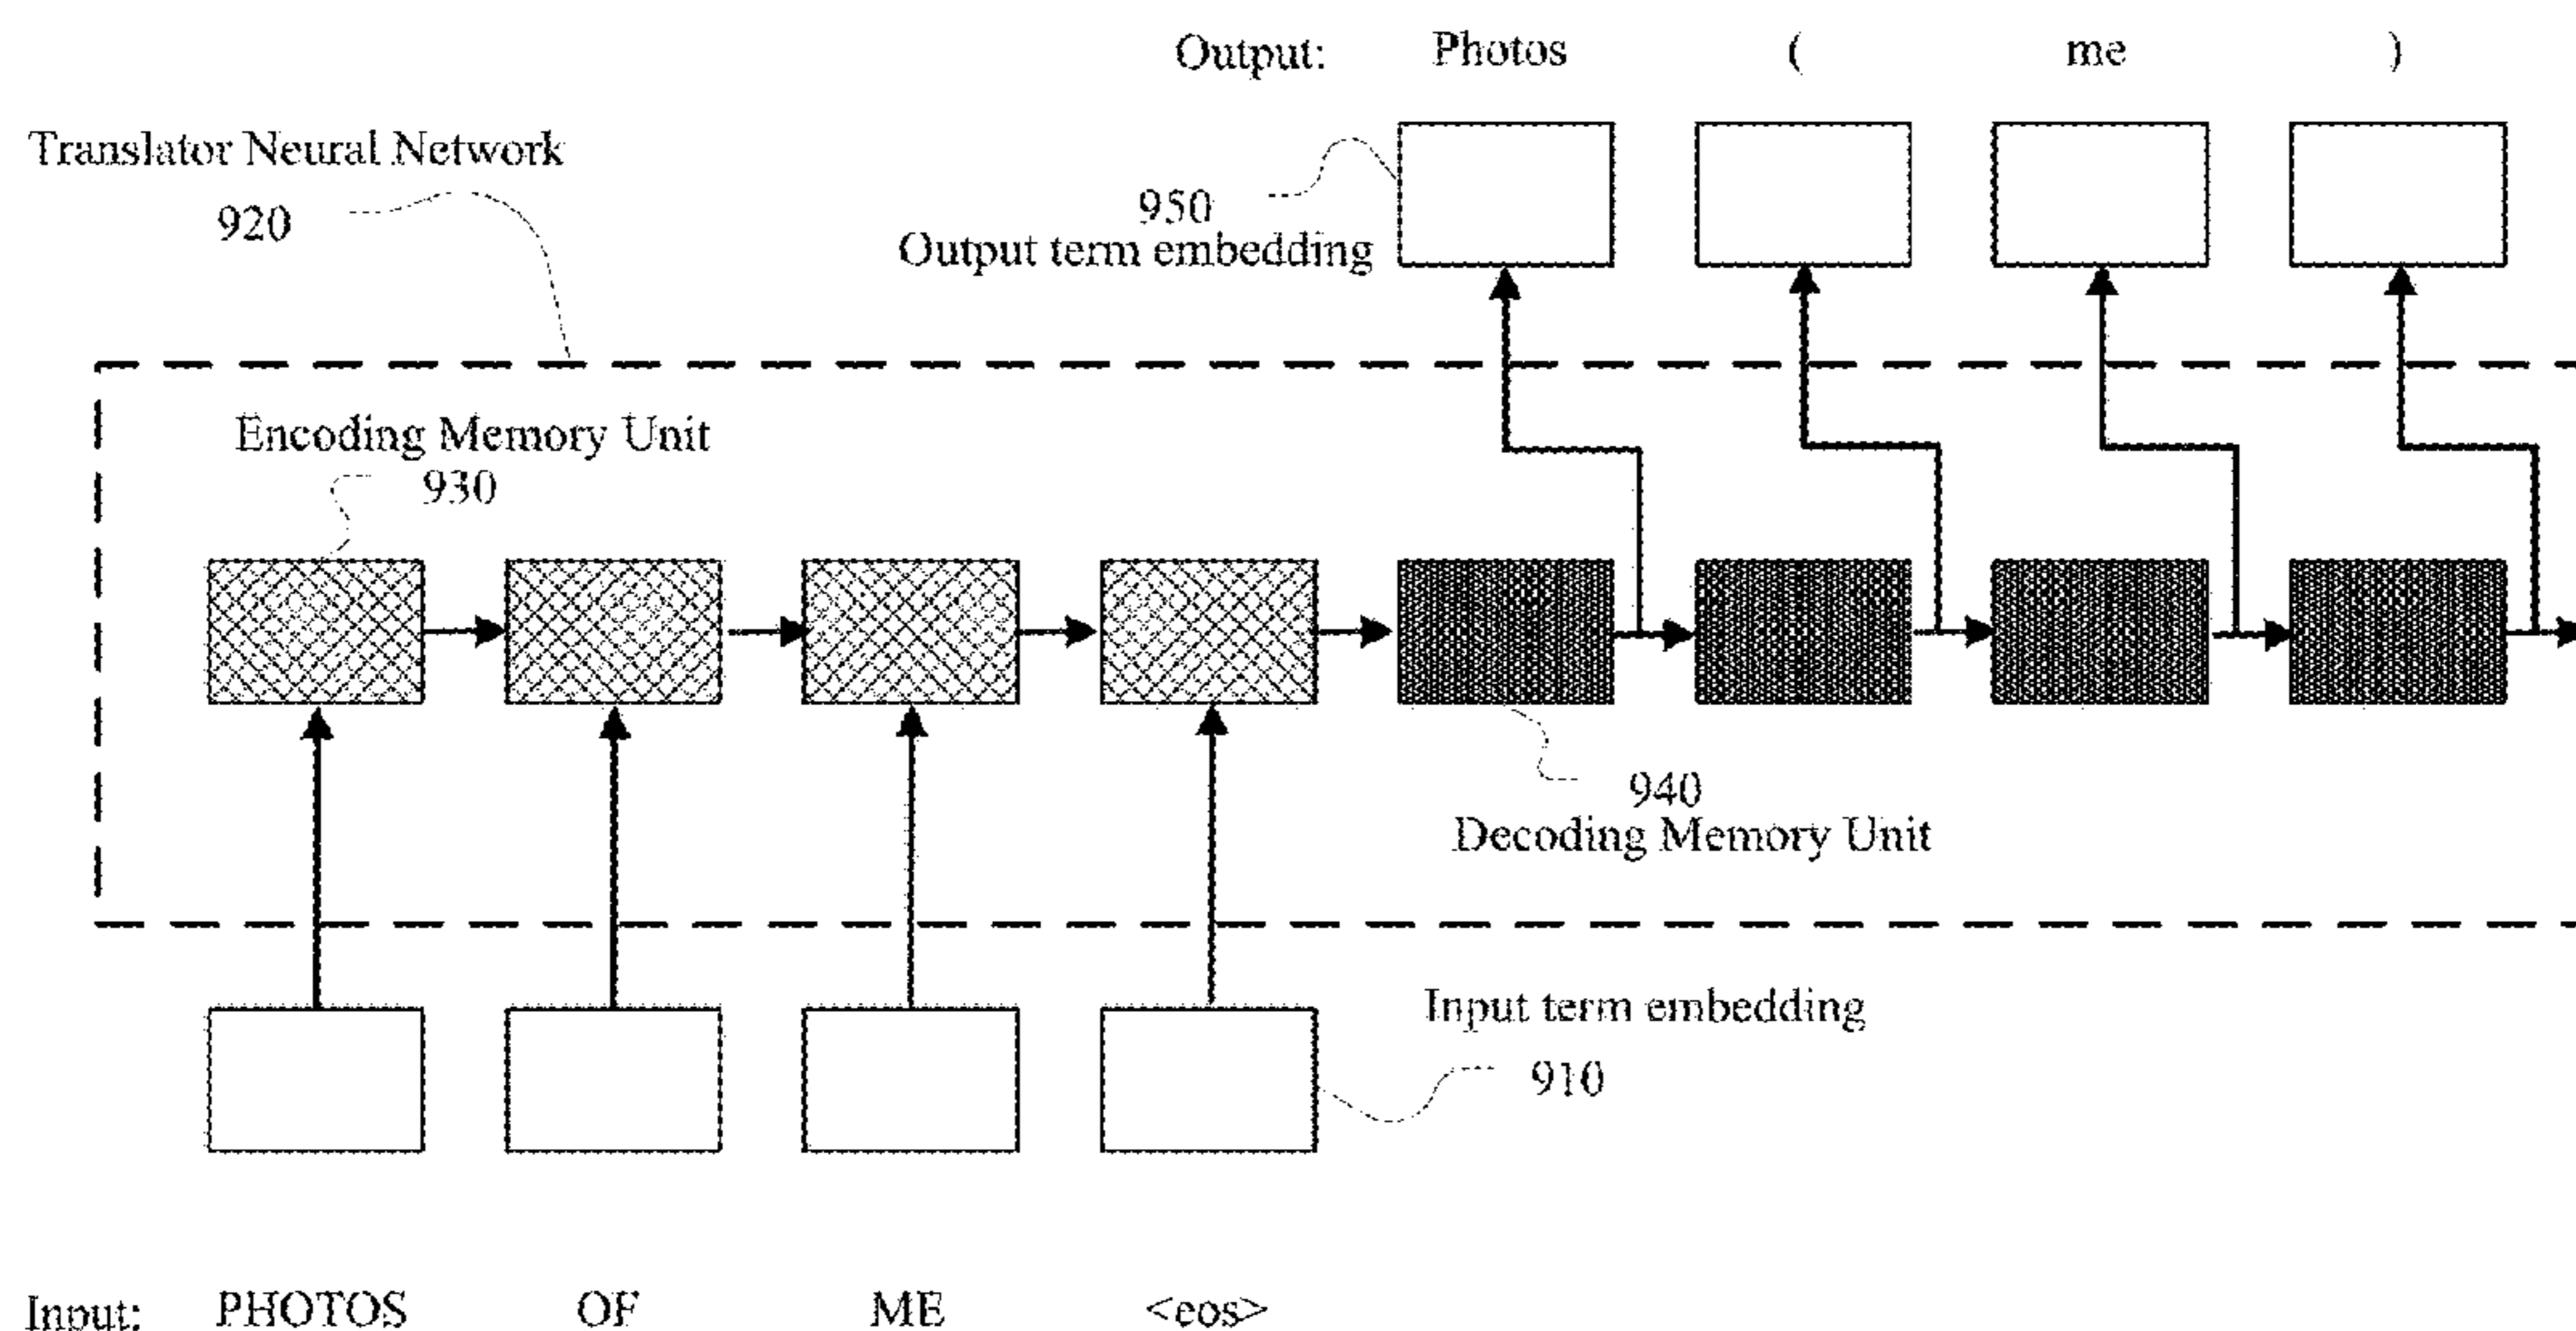 Output: Photos ( me )
Translator Neural Network
920
950
Output term embedding
Encoding Memory Unit
930
940
Decoding Memory Unit
Input term embedding
910
Input: PHOTOS OF ME <eos>